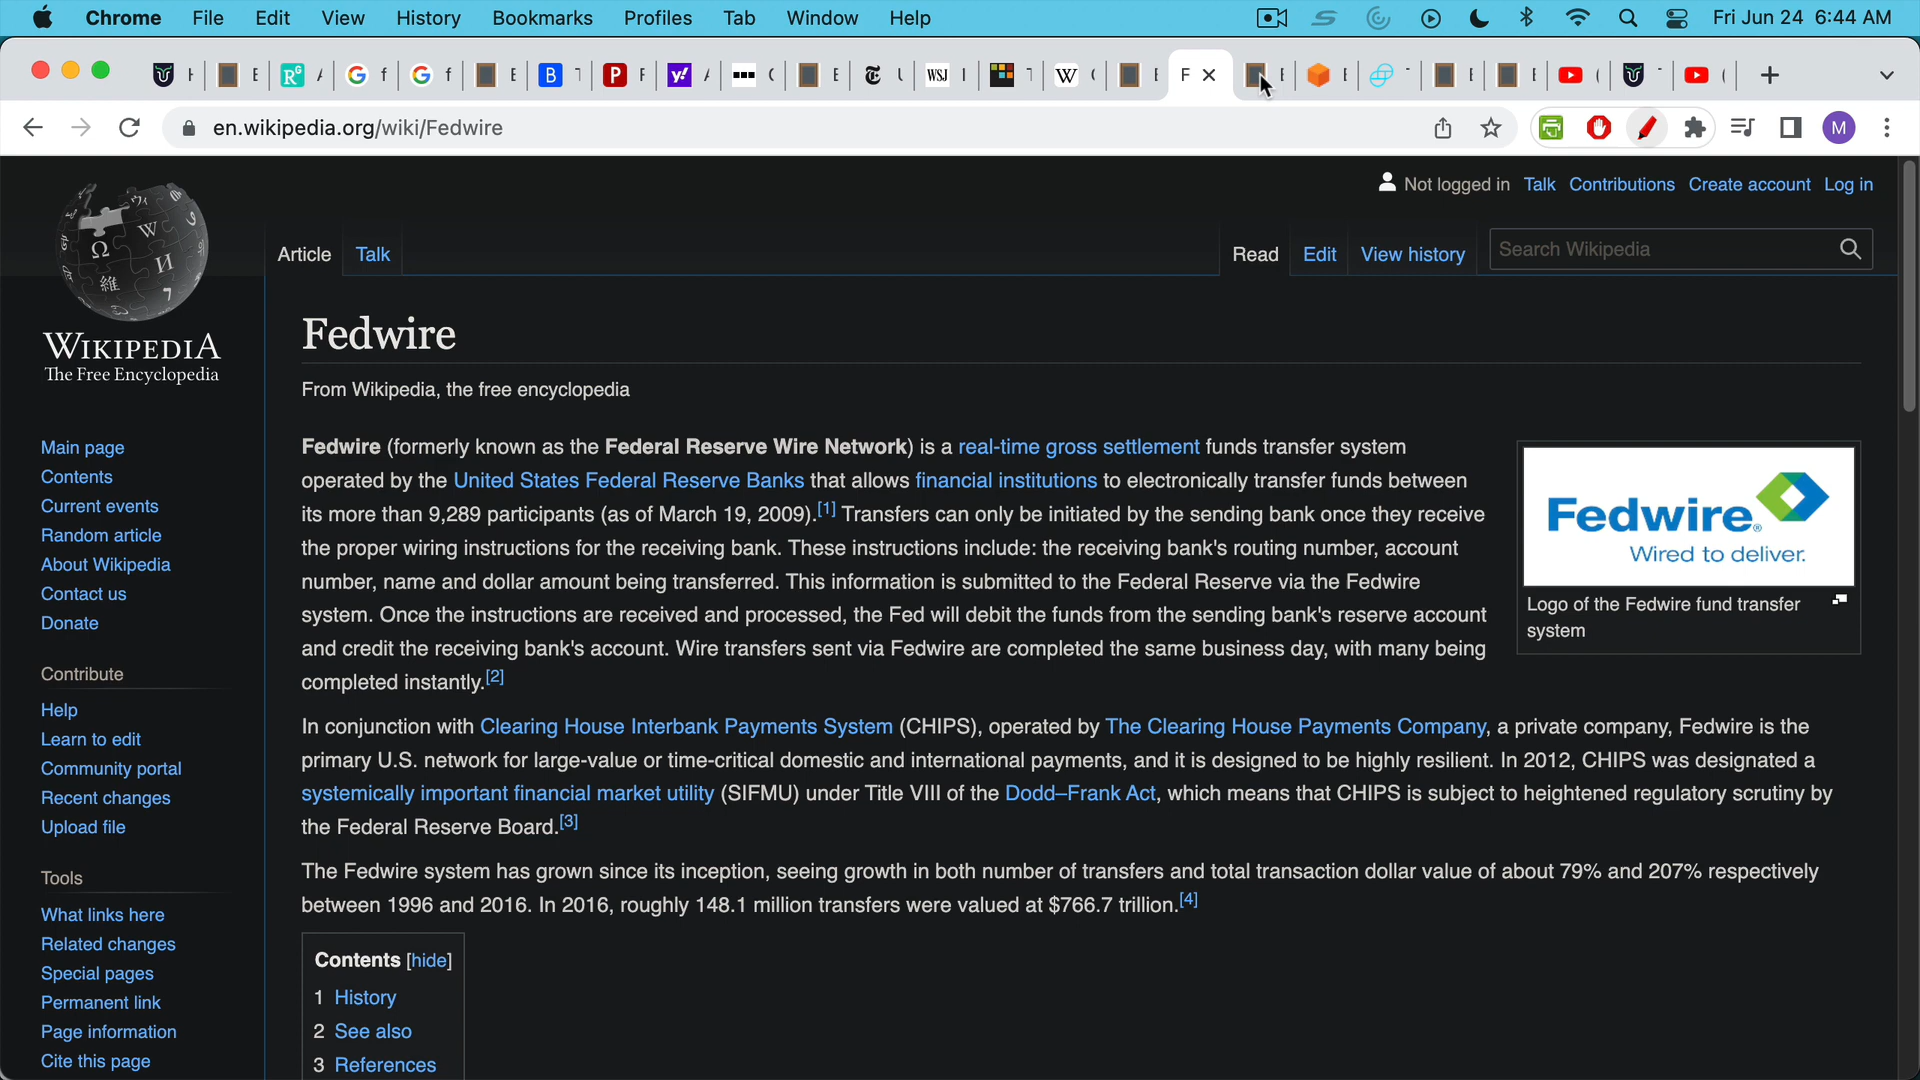 Chrome File Edit View History Bookmarks Profiles Tab Window Help Fri Jun 24 6:44 AM
en.wikipedia.org/wiki/Fedwire
Not logged in Talk Contributions Create account Log in
Article Talk Read Edit View history Search Wikipedia
WIKIPEDIA
The Free Encyclopedia
Main page
Contents
Current events
Random article
About Wikipedia
Contact us
Donate
Contribute
Help
Learn to edit
Community portal
Recent changes
Upload file
Tools
What links here
Related changes
Special pages
Permanent link
Page information
Cite this page
Fedwire
From Wikipedia, the free encyclopedia
Fedwire (formerly known as the Federal Reserve Wire Network) is a real-time gross settlement funds transfer system
operated by the United States Federal Reserve Banks that allows financial institutions to electronically transfer funds between
its more than 9,289 participants (as of March 19, 2009).[1] Transfers can only be initiated by the sending bank once they receive
the proper wiring instructions for the receiving bank. These instructions include: the receiving bank's routing number, account
number, name and dollar amount being transferred. This information is submitted to the Federal Reserve via the Fedwire
system. Once the instructions are received and processed, the Fed will debit the funds from the sending bank's reserve account
and credit the receiving bank's account. Wire transfers sent via Fedwire are completed the same business day, with many being
completed instantly.[2]
Fedwire®
Wired to deliver.
Logo of the Fedwire fund transfer
system
In conjunction with Clearing House Interbank Payments System (CHIPS), operated by The Clearing House Payments Company, a private company, Fedwire is the
primary U.S. network for large-value or time-critical domestic and international payments, and it is designed to be highly resilient. In 2012, CHIPS was designated a
systemically important financial market utility (SIFMU) under Title VIII of the Dodd–Frank Act, which means that CHIPS is subject to heightened regulatory scrutiny by
the Federal Reserve Board.[3]
The Fedwire system has grown since its inception, seeing growth in both number of transfers and total transaction dollar value of about 79% and 207% respectively
between 1996 and 2016. In 2016, roughly 148.1 million transfers were valued at $766.7 trillion.[4]
Contents [hide]
1 History
2 See also
3 References